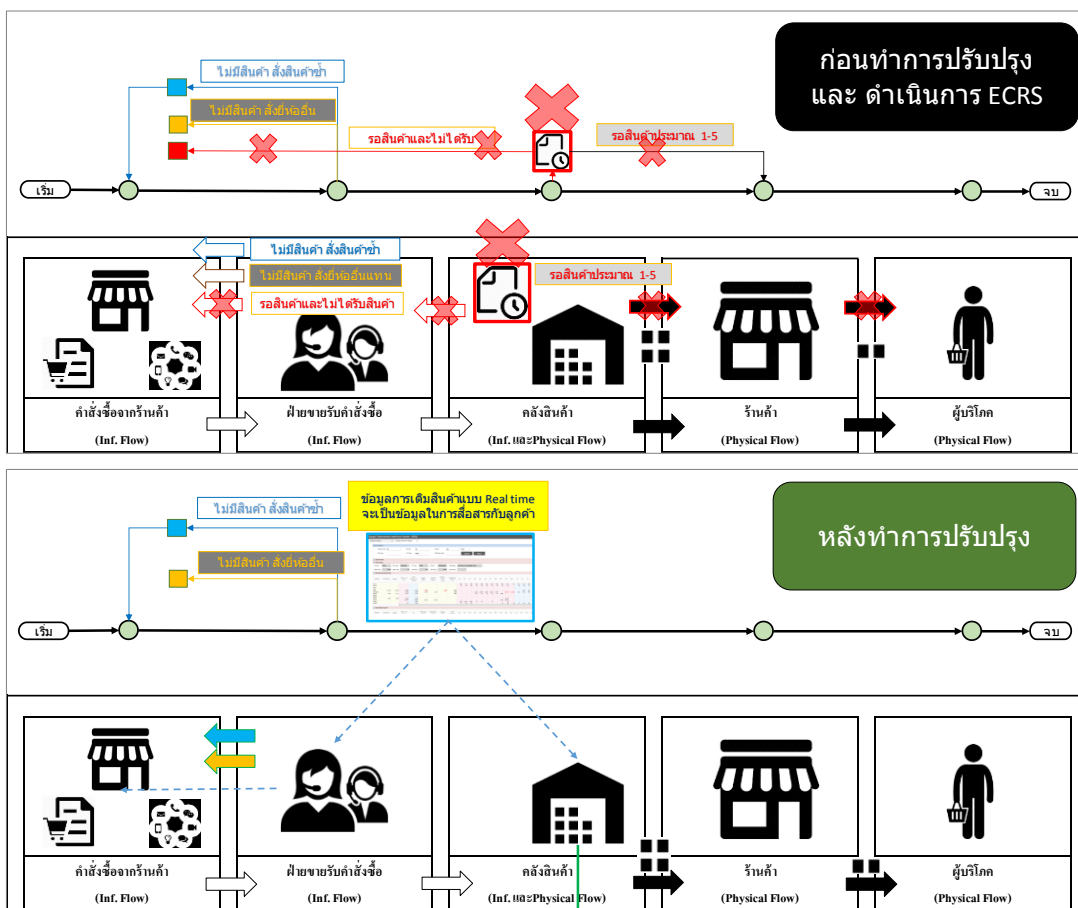 ก่อนทำการปรับปรุง
และ ดำเนินการ ECRS
ไม่มีสินค้า สั่งสินค้าซ้ำ
ไม่มีสินค้า สั่งยี่ห้ออื่น
รอสินค้าและไม่ได้รับ
รอสินค้าประมาณ 1-5
เริ่ม
จบ
ไม่มีสินค้า สั่งสินค้าซ้ำ
ไม่มีสินค้า สั่งยี่ห้ออื่นแทน
รอสินค้าและไม่ได้รับสินค้า
รอสินค้าประมาณ 1-5
คำสั่งซื้อจากร้านค้า
(Inf. Flow)
ฝ่ายขายรับคำสั่งซื้อ
(Inf. Flow)
คลังสินค้า
(Inf. และPhysical Flow)
ร้านค้า
(Physical Flow)
ผู้บริโภค
(Physical Flow)
หลังทำการปรับปรุง
ข้อมูลการเติมสินค้าแบบ Real time
จะเป็นข้อมูลในการสื่อสารกับลูกค้า
ไม่มีสินค้า สั่งสินค้าซ้ำ
ไม่มีสินค้า สั่งยี่ห้ออื่น
เริ่ม
จบ
คำสั่งซื้อจากร้านค้า
(Inf. Flow)
ฝ่ายขายรับคำสั่งซื้อ
(Inf. Flow)
คลังสินค้า
(Inf. และPhysical Flow)
ร้านค้า
(Physical Flow)
ผู้บริโภค
(Physical Flow)